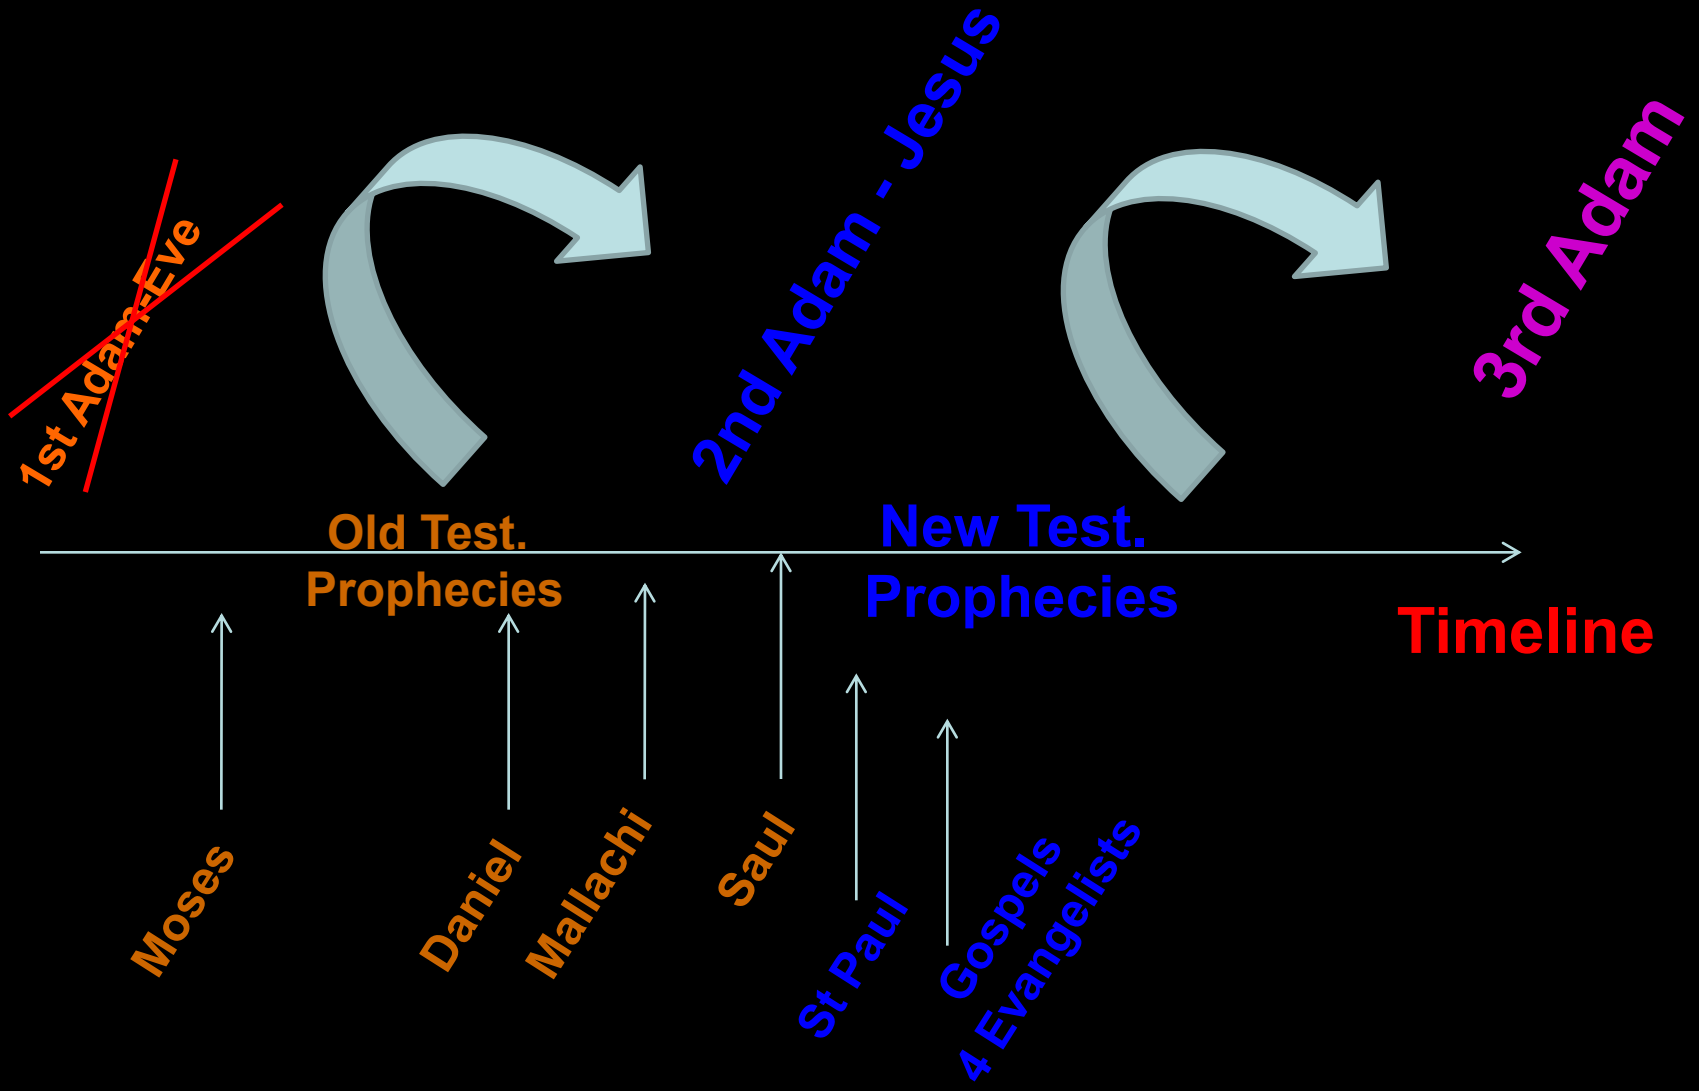 1st Adam-Eve
2nd Adam - Jesus
3rd Adam
Old Test.
Prophecies
New Test.
Prophecies
Timeline
Moses
Daniel
Mallachi
Saul
St Paul
Gospels
4 Evangelists